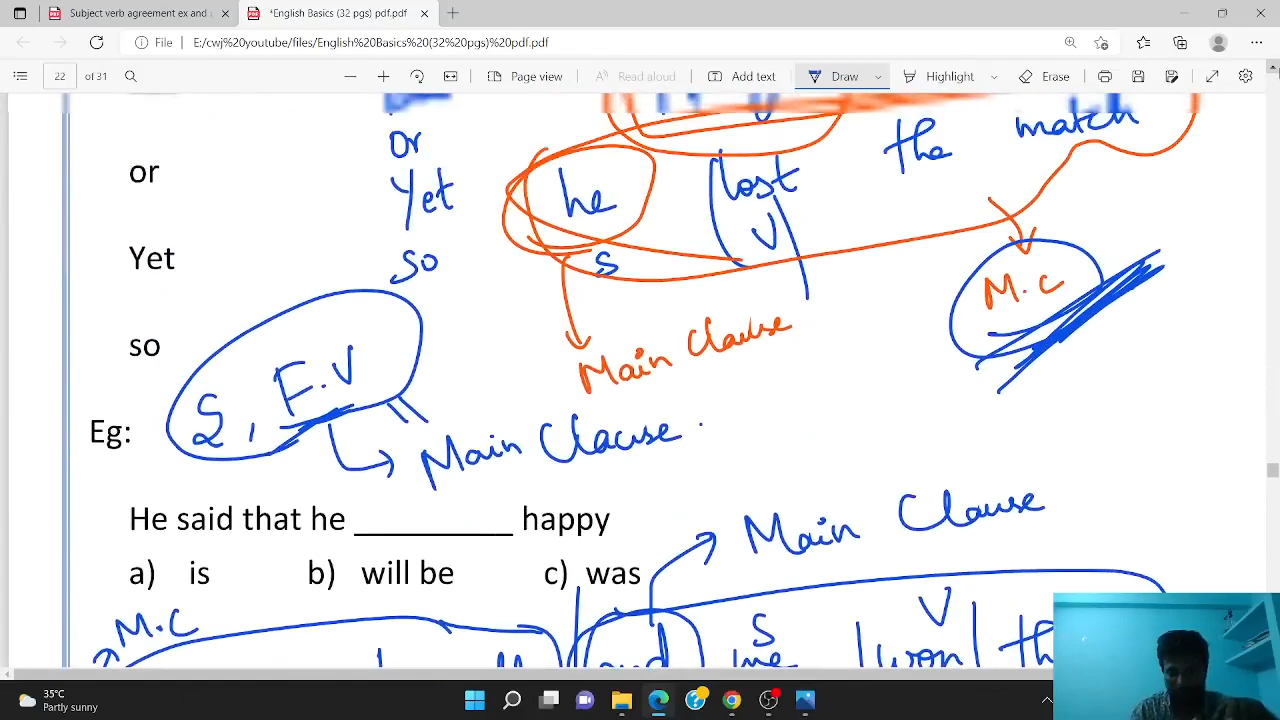 Subject verb agreement ex and
*English Basics (32 pgs) pdf.pdf
File E:/cwj%20youtube/files/English%20Basics%20(32%20pgs)%20pdf.pdf
22 of 31 Page view Read aloud Add text Draw Highlight Erase
or
or he lost the match
Yet
Yet
s V
so
so
M.C
Main Clause
S, F.V
Eg:
Main Clause
He said that he _________ happy
Main Clause
a) is b) will be c) was
M.C
S V
and we won
35°C
Partly sunny